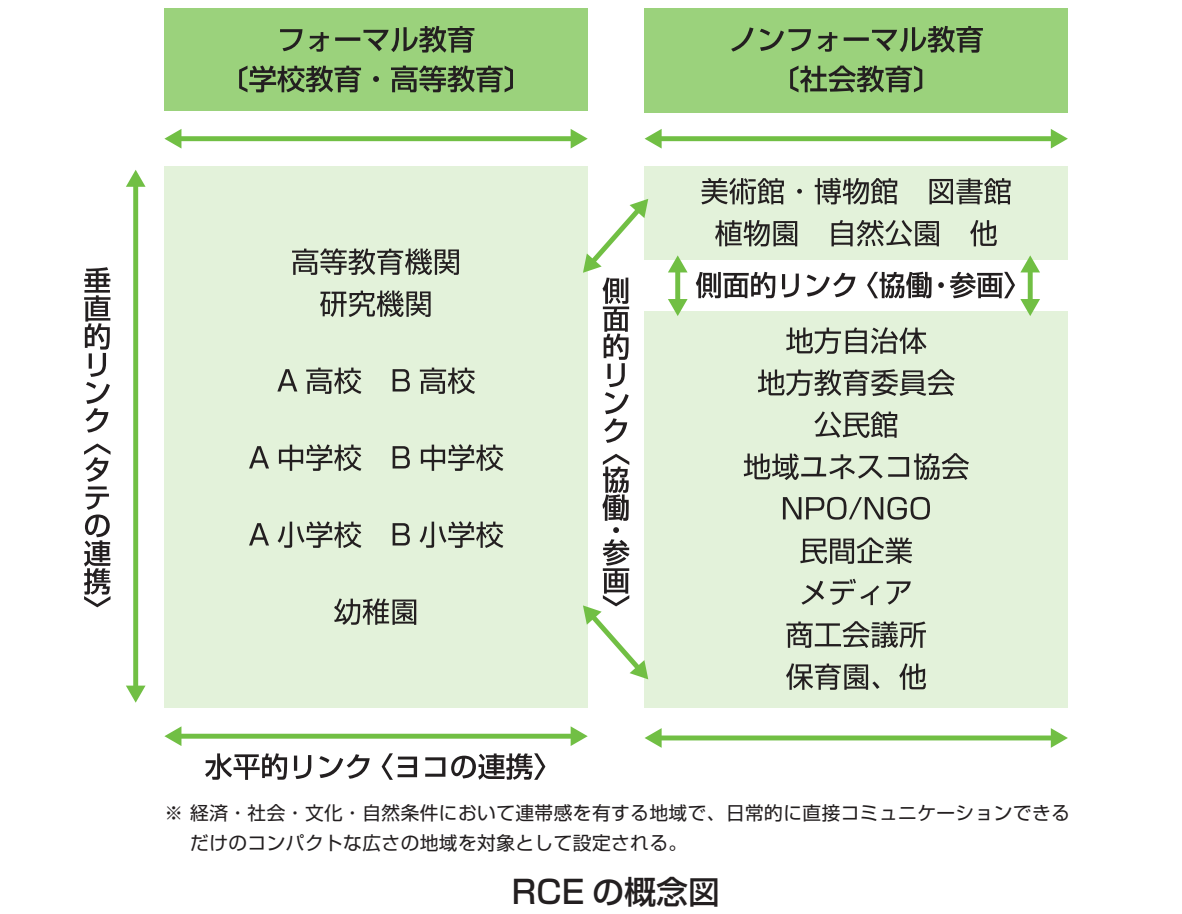 フォーマル教育
〔学校教育・高等教育〕
ノンフォーマル教育
〔社会教育〕
垂直的リンク〈タテの連携〉
高等教育機関
研究機関
A 高校　B 高校
A 中学校　B 中学校
A 小学校　B 小学校
幼稚園
側面的リンク〈協働・参画〉
美術館・博物館　図書館
植物園　自然公園　他
側面的リンク〈協働・参画〉
地方自治体
地方教育委員会
公民館
地域ユネスコ協会
NPO/NGO
民間企業
メディア
商工会議所
保育園、他
水平的リンク〈ヨコの連携〉
※ 経済・社会・文化・自然条件において連帯感を有する地域で、日常的に直接コミュニケーションできる
だけのコンパクトな広さの地域を対象として設定される。
RCE の概念図